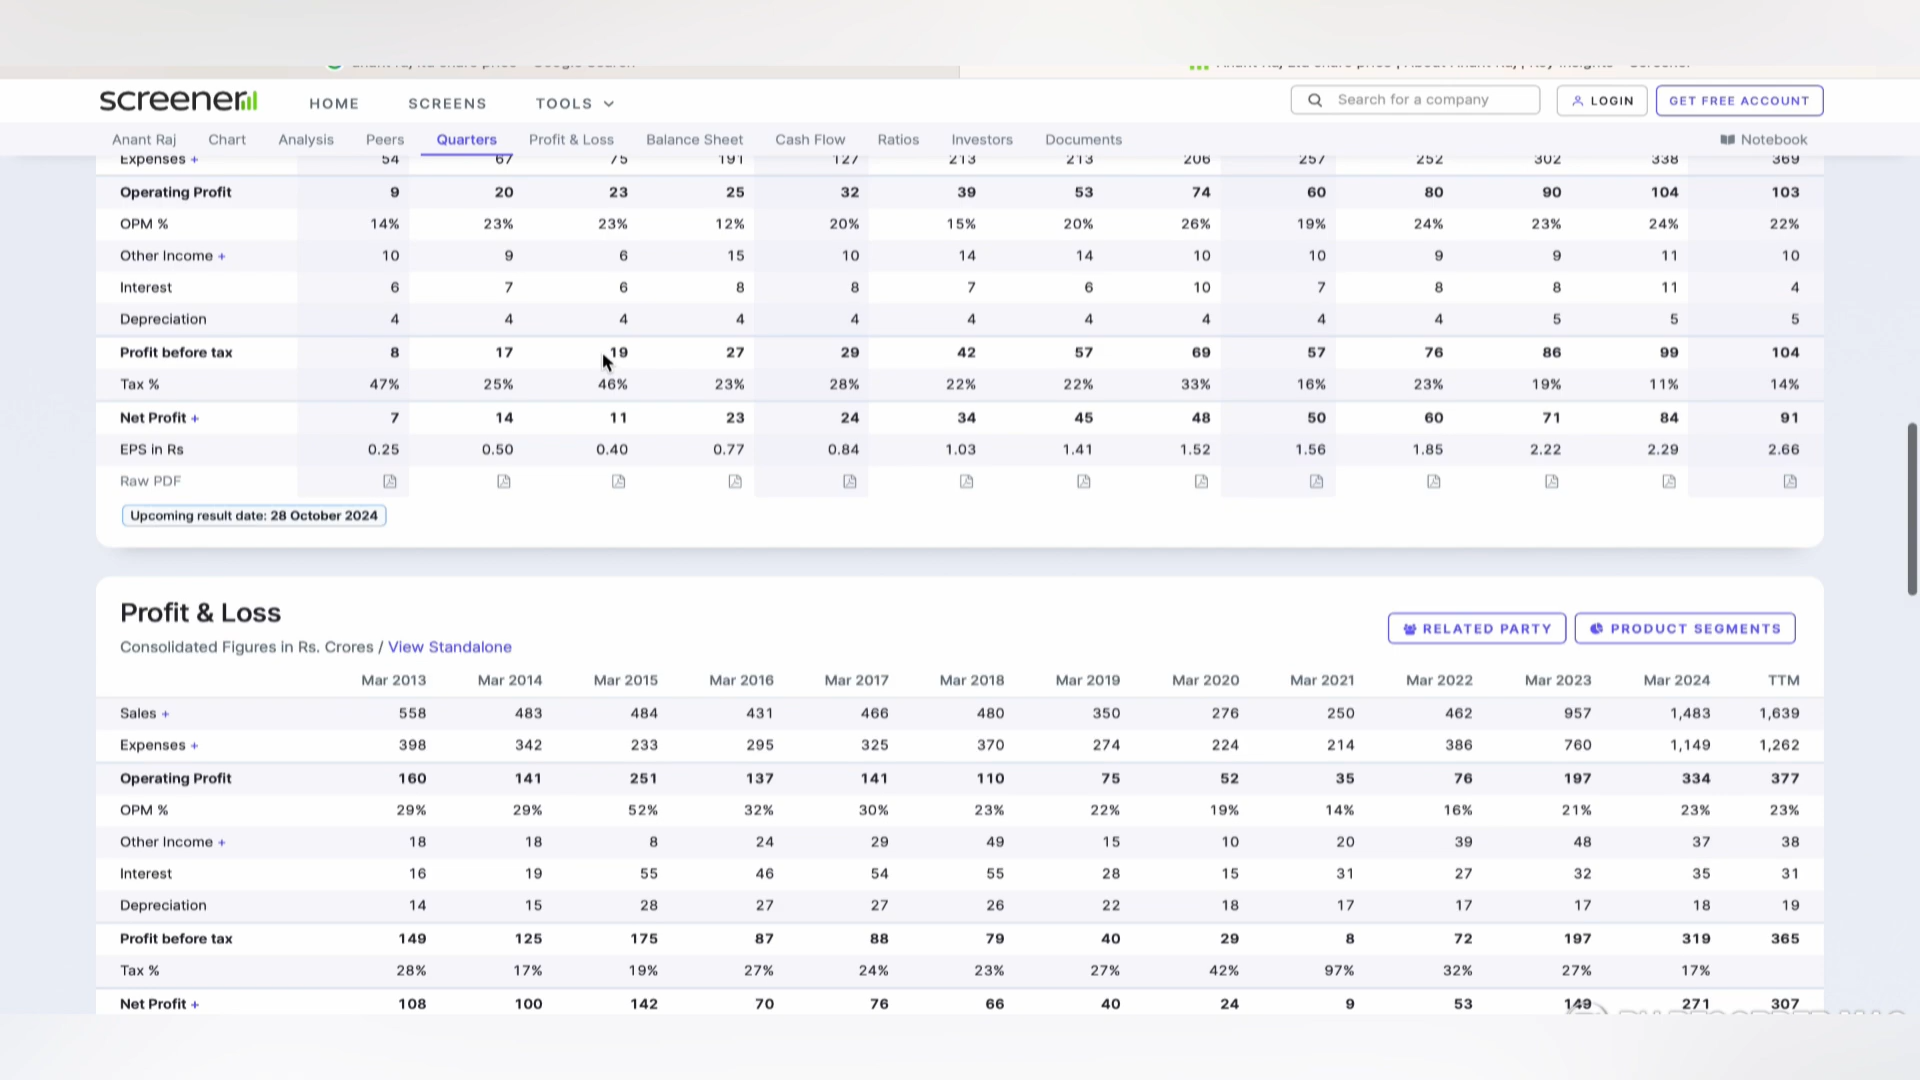 screener
HOME SCREENS TOOLS
Search for a company
LOGIN
GET FREE ACCOUNT
Anant Raj Chart Analysis Peers Quarters Profit & Loss Balance Sheet Cash Flow Ratios Investors Documents Notebook
Expenses + 54 67 75 191 127 213 213 206 257 252 302 338 369
Operating Profit 9 20 23 25 32 39 53 74 60 80 90 104 103
OPM % 14% 23% 23% 12% 20% 15% 20% 26% 19% 24% 23% 24% 22%
Other Income + 10 9 6 15 10 14 14 10 10 9 9 11 10
Interest 6 7 6 8 8 7 6 10 7 8 8 11 4
Depreciation 4 4 4 4 4 4 4 4 4 4 5 5 5
Profit before tax 8 17 19 27 29 42 57 69 57 76 86 99 104
Tax % 47% 25% 46% 23% 28% 22% 22% 33% 16% 23% 19% 11% 14%
Net Profit + 7 14 11 23 24 34 45 48 50 60 71 84 91
EPS in Rs 0.25 0.50 0.40 0.77 0.84 1.03 1.41 1.52 1.56 1.85 2.22 2.29 2.66
Raw PDF
Upcoming result date: 28 October 2024
Profit & Loss
RELATED PARTY PRODUCT SEGMENTS
Consolidated Figures in Rs. Crores / View Standalone
Mar 2013 Mar 2014 Mar 2015 Mar 2016 Mar 2017 Mar 2018 Mar 2019 Mar 2020 Mar 2021 Mar 2022 Mar 2023 Mar 2024 TTM
Sales + 558 483 484 431 466 480 350 276 250 462 957 1,483 1,639
Expenses + 398 342 233 295 325 370 274 224 214 386 760 1,149 1,262
Operating Profit 160 141 251 137 141 110 75 52 35 76 197 334 377
OPM % 29% 29% 52% 32% 30% 23% 22% 19% 14% 16% 21% 23% 23%
Other Income + 18 18 8 24 29 49 15 10 20 39 48 37 38
Interest 16 19 55 46 54 55 28 15 31 27 32 35 31
Depreciation 14 15 28 27 27 26 22 18 17 17 17 18 19
Profit before tax 149 125 175 87 88 79 40 29 8 72 197 319 365
Tax % 28% 17% 19% 27% 24% 23% 27% 42% 97% 32% 27% 17%
Net Profit + 108 100 142 70 76 66 40 24 9 53 149 271 307